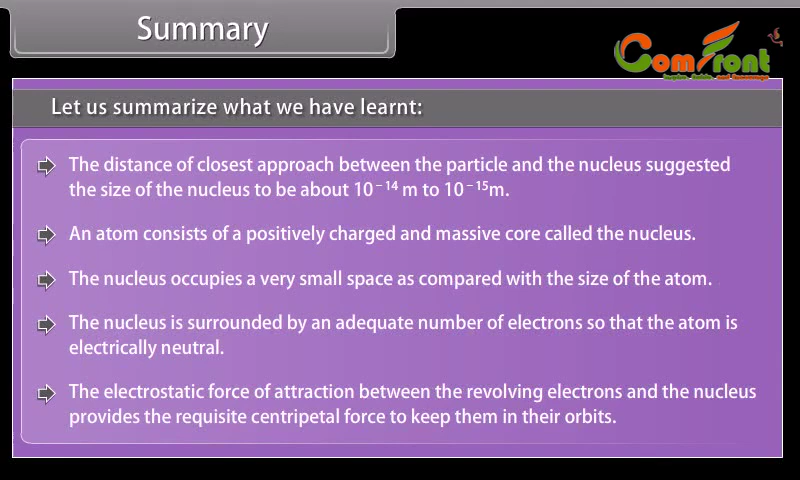 Summary
ComFront
Let us summarize what we have learnt:
The distance of closest approach between the particle and the nucleus suggested
the size of the nucleus to be about 10⁻¹⁴ m to 10⁻¹⁵m.
An atom consists of a positively charged and massive core called the nucleus.
The nucleus occupies a very small space as compared with the size of the atom.
The nucleus is surrounded by an adequate number of electrons so that the atom is
electrically neutral.
The electrostatic force of attraction between the revolving electrons and the nucleus
provides the requisite centripetal force to keep them in their orbits.